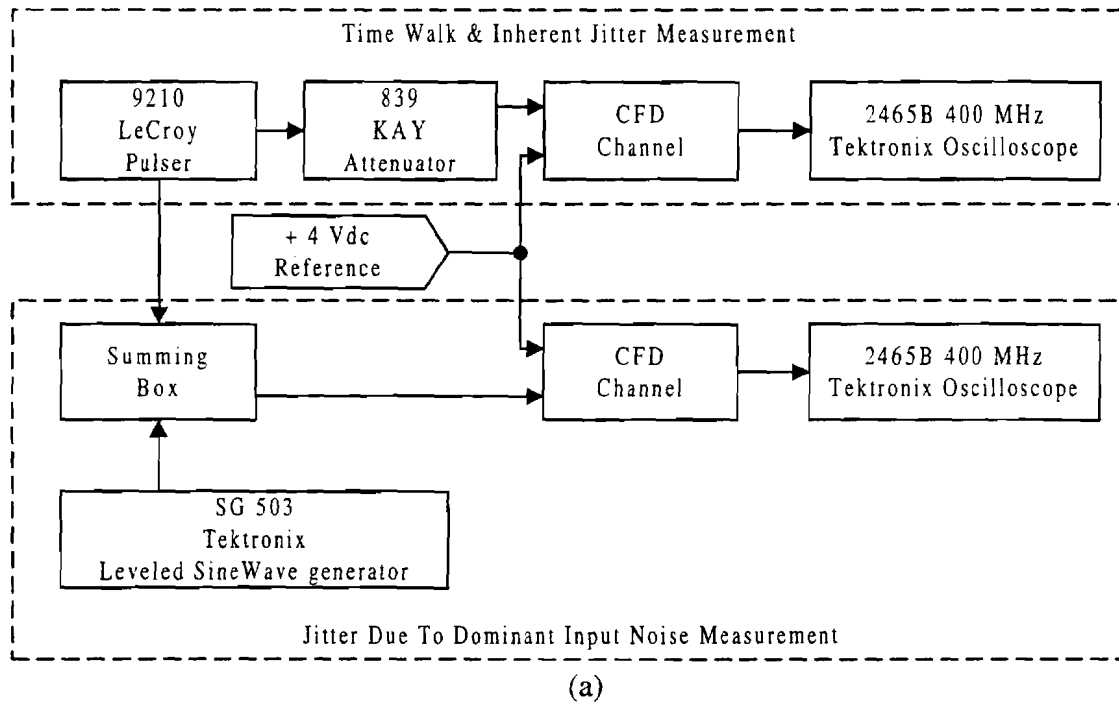 Time Walk & Inherent Jitter Measurement
9210
LeCroy
Pulser
839
KAY
Attenuator
CFD
Channel
2465B 400 MHz
Tektronix Oscilloscope
+ 4 Vdc
Reference
Summing
Box
CFD
Channel
2465B 400 MHz
Tektronix Oscilloscope
SG 503
Tektronix
Leveled SineWave generator
Jitter Due To Dominant Input Noise Measurement
(a)